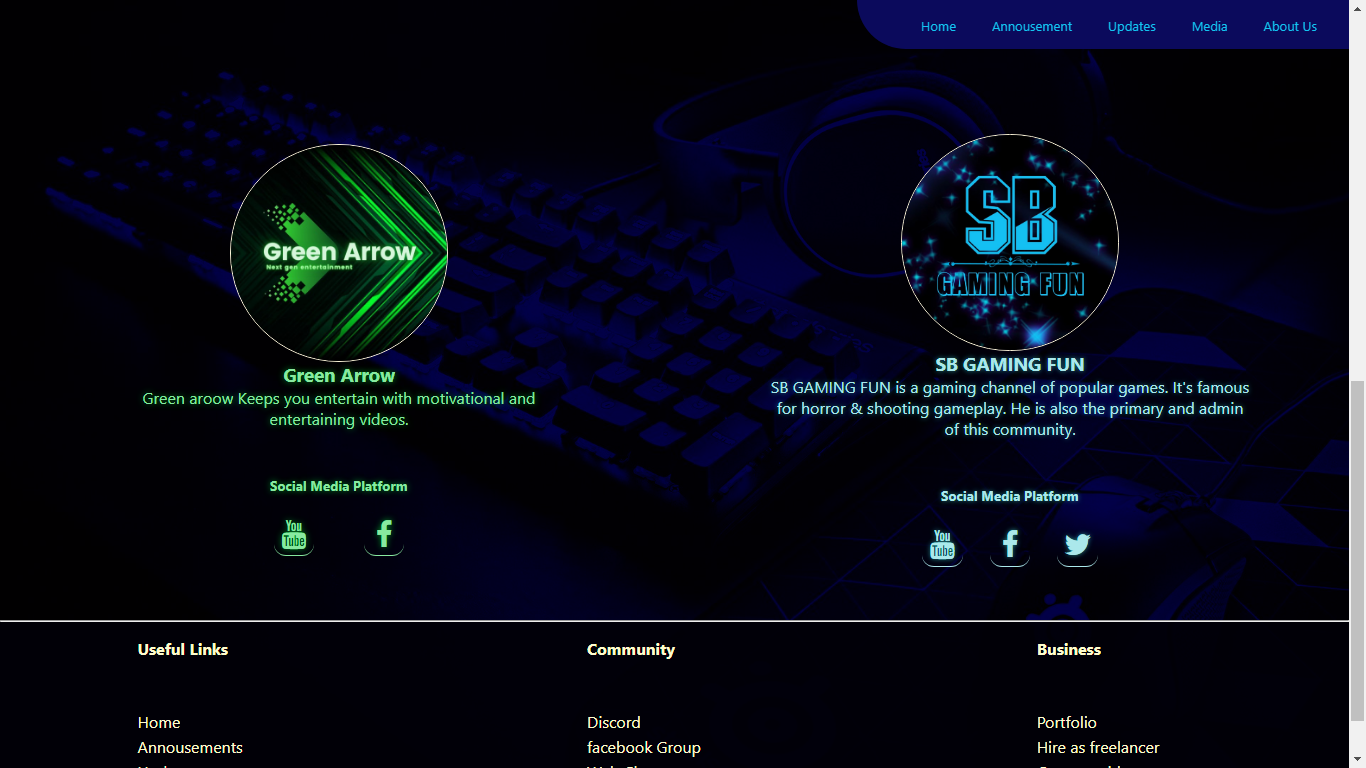 Home Annousement Updates Media About Us
Green Arrow
Next gen entertainment
SB
GAMING FUN
Green Arrow
Green aroow Keeps you entertain with motivational and
entertaining videos.
Social Media Platform
You
Tube
SB GAMING FUN
SB GAMING FUN is a gaming channel of popular games. It's famous
for horror & shooting gameplay. He is also the primary and admin
of this community.
Social Media Platform
You
Tube
Useful Links
Home
Annousements
Community
Discord
facebook Group
Business
Portfolio
Hire as freelancer